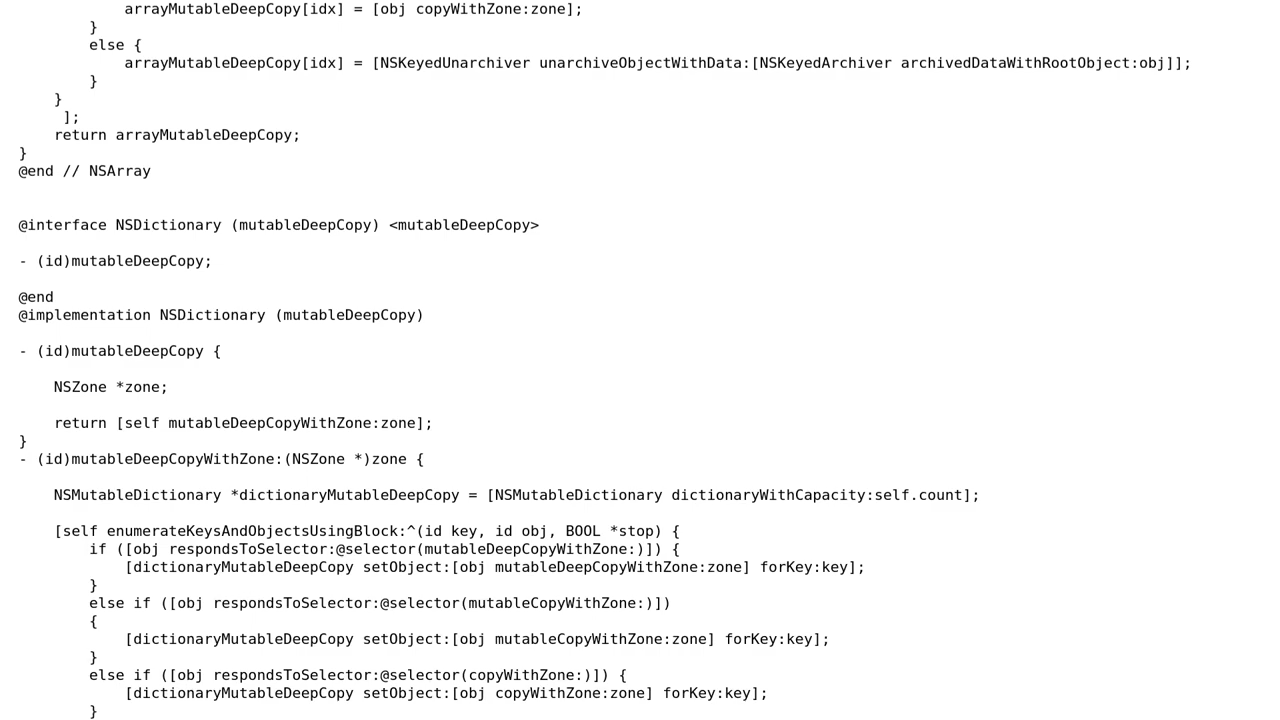 arrayMutableDeepCopy[idx] = [obj copyWithZone:zone];
        }
        else {
            arrayMutableDeepCopy[idx] = [NSKeyedUnarchiver unarchiveObjectWithData:[NSKeyedArchiver archivedDataWithRootObject:obj]];
        }
    }
     ];
    return arrayMutableDeepCopy;
}
@end // NSArray
@interface NSDictionary (mutableDeepCopy) <mutableDeepCopy>
- (id)mutableDeepCopy;
@end
@implementation NSDictionary (mutableDeepCopy)
- (id)mutableDeepCopy {
    NSZone *zone;
    return [self mutableDeepCopyWithZone:zone];
}
- (id)mutableDeepCopyWithZone:(NSZone *)zone {
    NSMutableDictionary *dictionaryMutableDeepCopy = [NSMutableDictionary dictionaryWithCapacity:self.count];
    [self enumerateKeysAndObjectsUsingBlock:^(id key, id obj, BOOL *stop) {
        if ([obj respondsToSelector:@selector(mutableDeepCopyWithZone:)]) {
            [dictionaryMutableDeepCopy setObject:[obj mutableDeepCopyWithZone:zone] forKey:key];
        }
        else if ([obj respondsToSelector:@selector(mutableCopyWithZone:)])
        {
            [dictionaryMutableDeepCopy setObject:[obj mutableCopyWithZone:zone] forKey:key];
        }
        else if ([obj respondsToSelector:@selector(copyWithZone:)]) {
            [dictionaryMutableDeepCopy setObject:[obj copyWithZone:zone] forKey:key];
        }